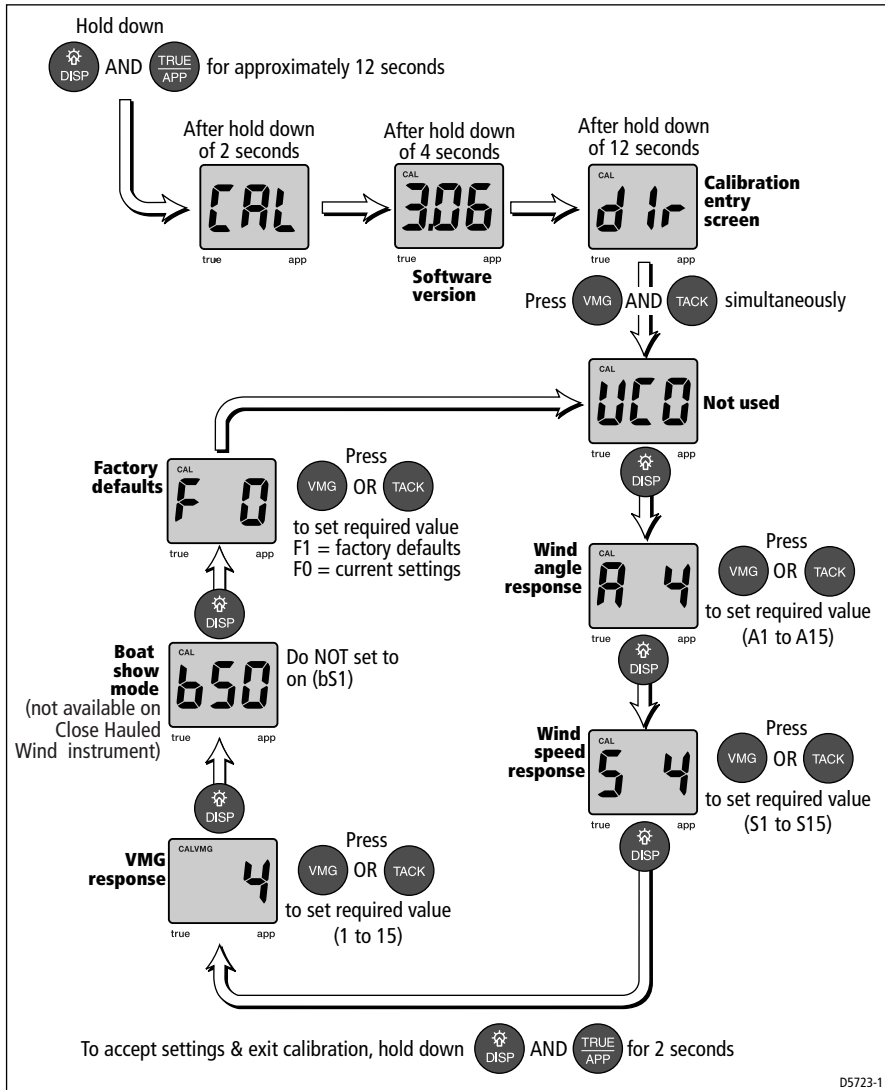 Hold down
DISP AND TRUE APP for approximately 12 seconds
After hold down
of 2 seconds
CAL
true app
After hold down
of 4 seconds
CAL
3.06
true app
Software
version
After hold down
of 12 seconds
CAL
dIr
true app
Calibration
entry
screen
Press VMG AND TACK simultaneously
CAL
UC0
true app
Not used
DISP
Wind
angle
response
CAL
A 4
true app
Press
VMG OR TACK
to set required value
(A1 to A15)
DISP
Wind
speed
response
CAL
S 4
true app
Press
VMG OR TACK
to set required value
(S1 to S15)
DISP
VMG
response
CALVMG
4
true app
Press
VMG OR TACK
to set required value
(1 to 15)
DISP
Boat
show
mode
(not available on
Close Hauled
Wind instrument)
CAL
bS0
true app
Do NOT set to
on (bS1)
DISP
Factory
defaults
CAL
F 0
true app
Press
VMG OR TACK
to set required value
F1 = factory defaults
F0 = current settings
To accept settings & exit calibration, hold down DISP AND TRUE APP for 2 seconds
D5723-1